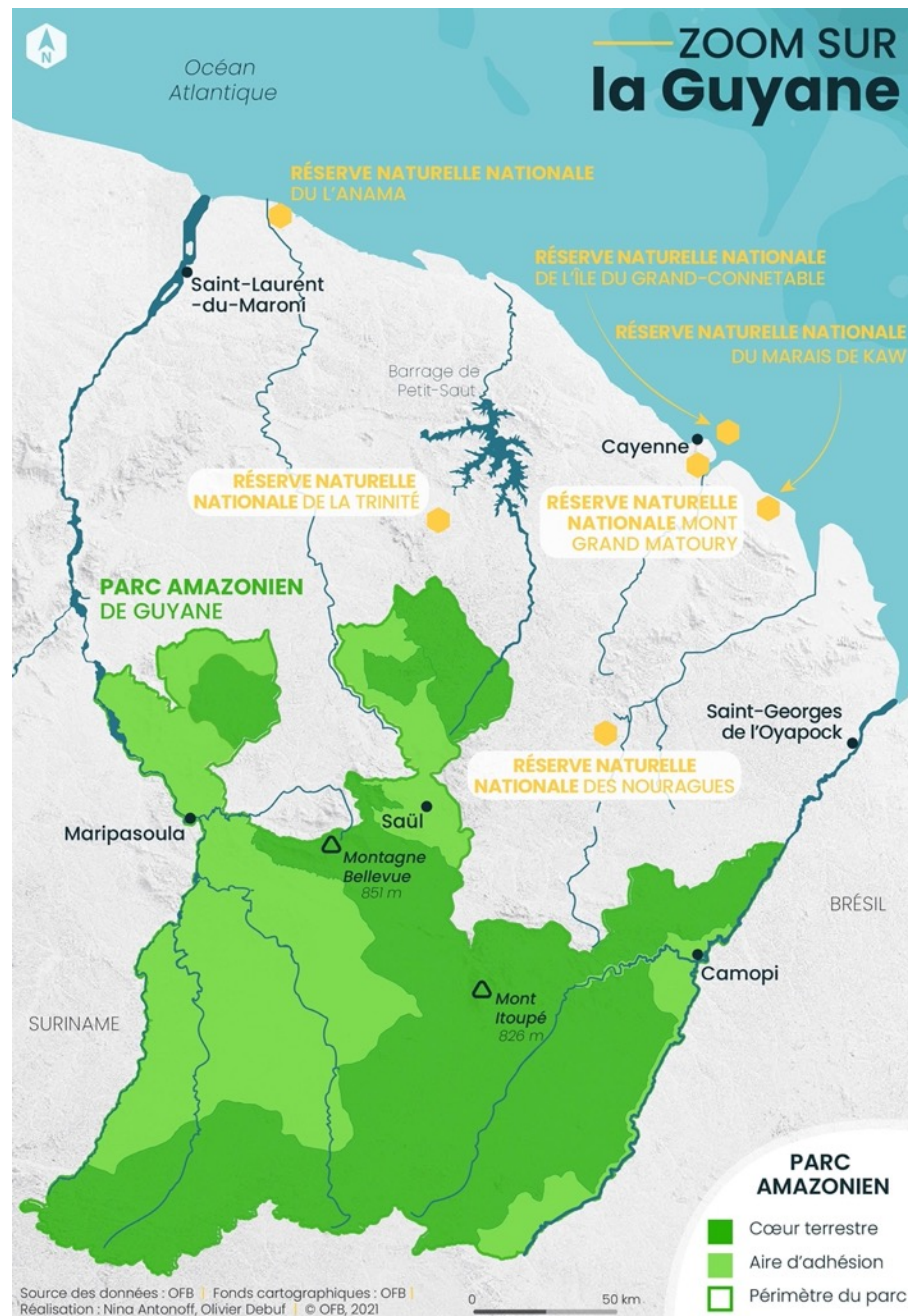 N
Océan
Atlantique
ZOOM SUR
la Guyane
RÉSERVE NATURELLE NATIONALE
DU L'ANAMA
RÉSERVE NATURELLE NATIONALE
DE L'ÎLE DU GRAND-CONNETABLE
Saint-Laurent
-du-Maroni
RÉSERVE NATURELLE NATIONALE
DU MARAIS DE KAW
Barrage de
Petit-Saut
Cayenne
RÉSERVE NATURELLE
NATIONALE DE LA TRINITÉ
RÉSERVE NATURELLE
NATIONALE MONT
GRAND MATOURY
PARC AMAZONIEN
DE GUYANE
Saint-Georges
de l'Oyapock
RÉSERVE NATURELLE
NATIONALE DES NOURAGUES
Maripasoula
Saül
Montagne
Bellevue
851 m
BRÉSIL
Camopi
Mont
Itoupé
826 m
SURINAME
PARC
AMAZONIEN
Cœur terrestre
Aire d'adhésion
Périmètre du parc
Source des données : OFB | Fonds cartographiques : OFB |
Réalisation : Nina Antonoff, Olivier Debuf | © OFB, 2021
0 50 km